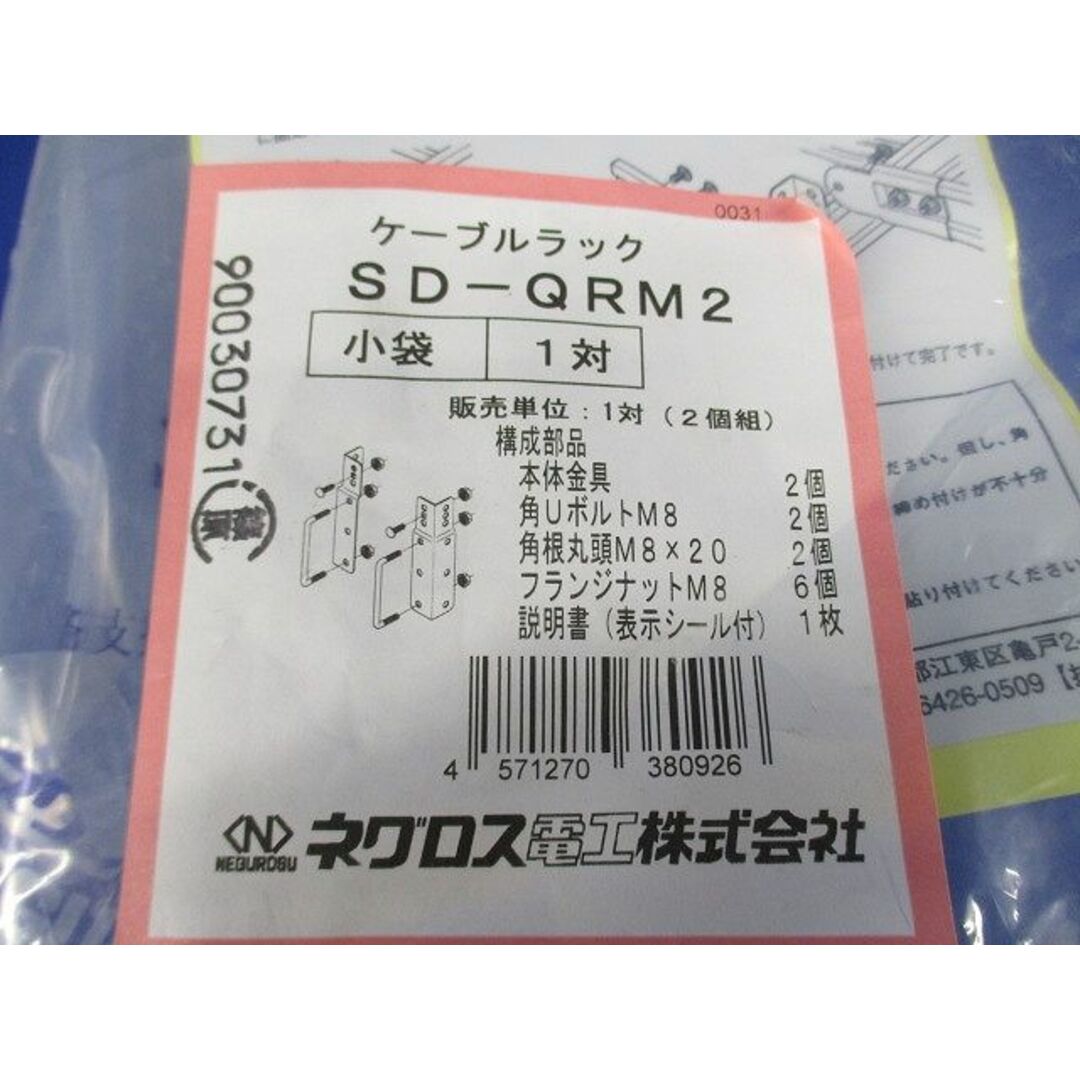 0031
ケーブルラック
SD-QRM2
小袋 1対
販売単位:1対(2個組)
構成部品
本体金具 2個
角UボルトM8 2個
角根丸頭M8×20 2個
フランジナットM8 6個
説明書(表示シール付) 1枚
4 571270 380926
NEGUROSU
ネグロス電工株式会社
90030731
付けて完了です。
ださい。但し、角
締め付けが不十分
貼り付けてください
都江東区亀戸2-
6426-0509